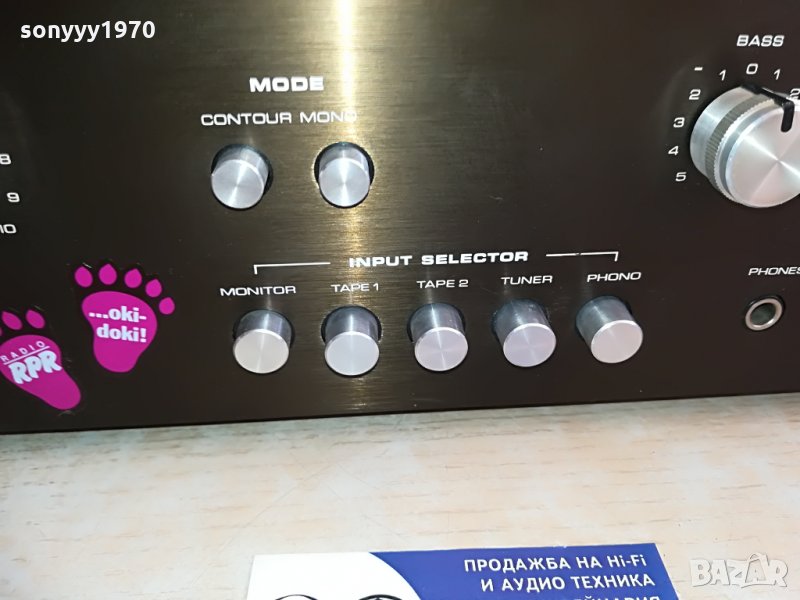 sonyyy1970
MODE
CONTOUR MONO
BASS
- 1 0 1
2 2
3
4
5
8
9
10
INPUT SELECTOR
MONITOR TAPE 1 TAPE 2 TUNER PHONO
PHONES
...oki-
doki!
RADIO
RPR
ПРОДАЖБА НА Hi-Fi
И АУДИО ТЕХНИКА
BAZAR